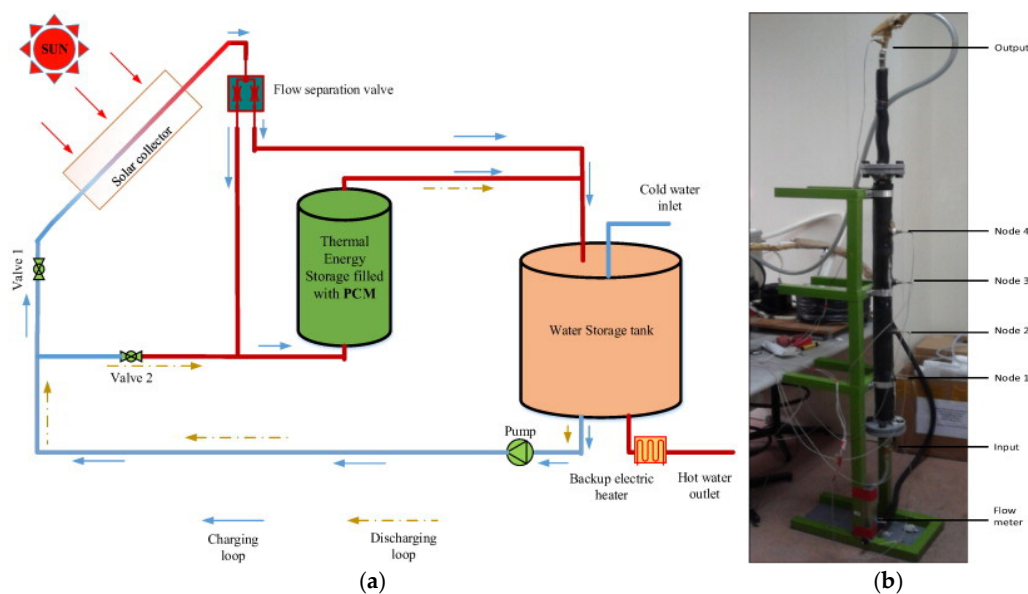 SUN
Solar collector
Flow separation valve
Valve 1
Thermal
Energy
Storage filled
with PCM
Cold water
inlet
Water Storage tank
Valve 2
Pump
Backup electric
heater
Hot water
outlet
Charging
loop
Discharging
loop
(a)
Output
Node 4
Node 3
Node 2
Node 1
Input
Flow
meter
(b)